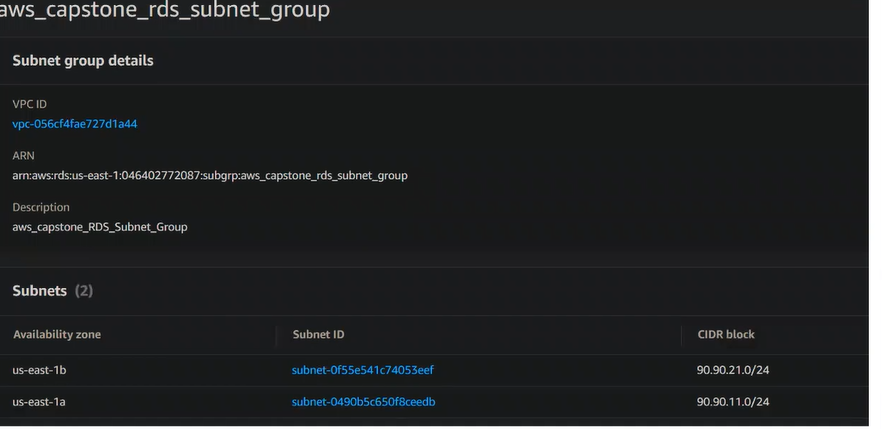 aws_capstone_rds_subnet_group
Subnet group details
VPC ID
vpc-056cf4fae727d1a44
ARN
arn:aws:rds:us-east-1:046402772087:subgrp:aws_capstone_rds_subnet_group
Description
aws_capstone_RDS_Subnet_Group
Subnets (2)
Availability zone Subnet ID CIDR block
us-east-1b subnet-0f55e541c74053eef 90.90.21.0/24
us-east-1a subnet-0490b5c650f8ceedb 90.90.11.0/24